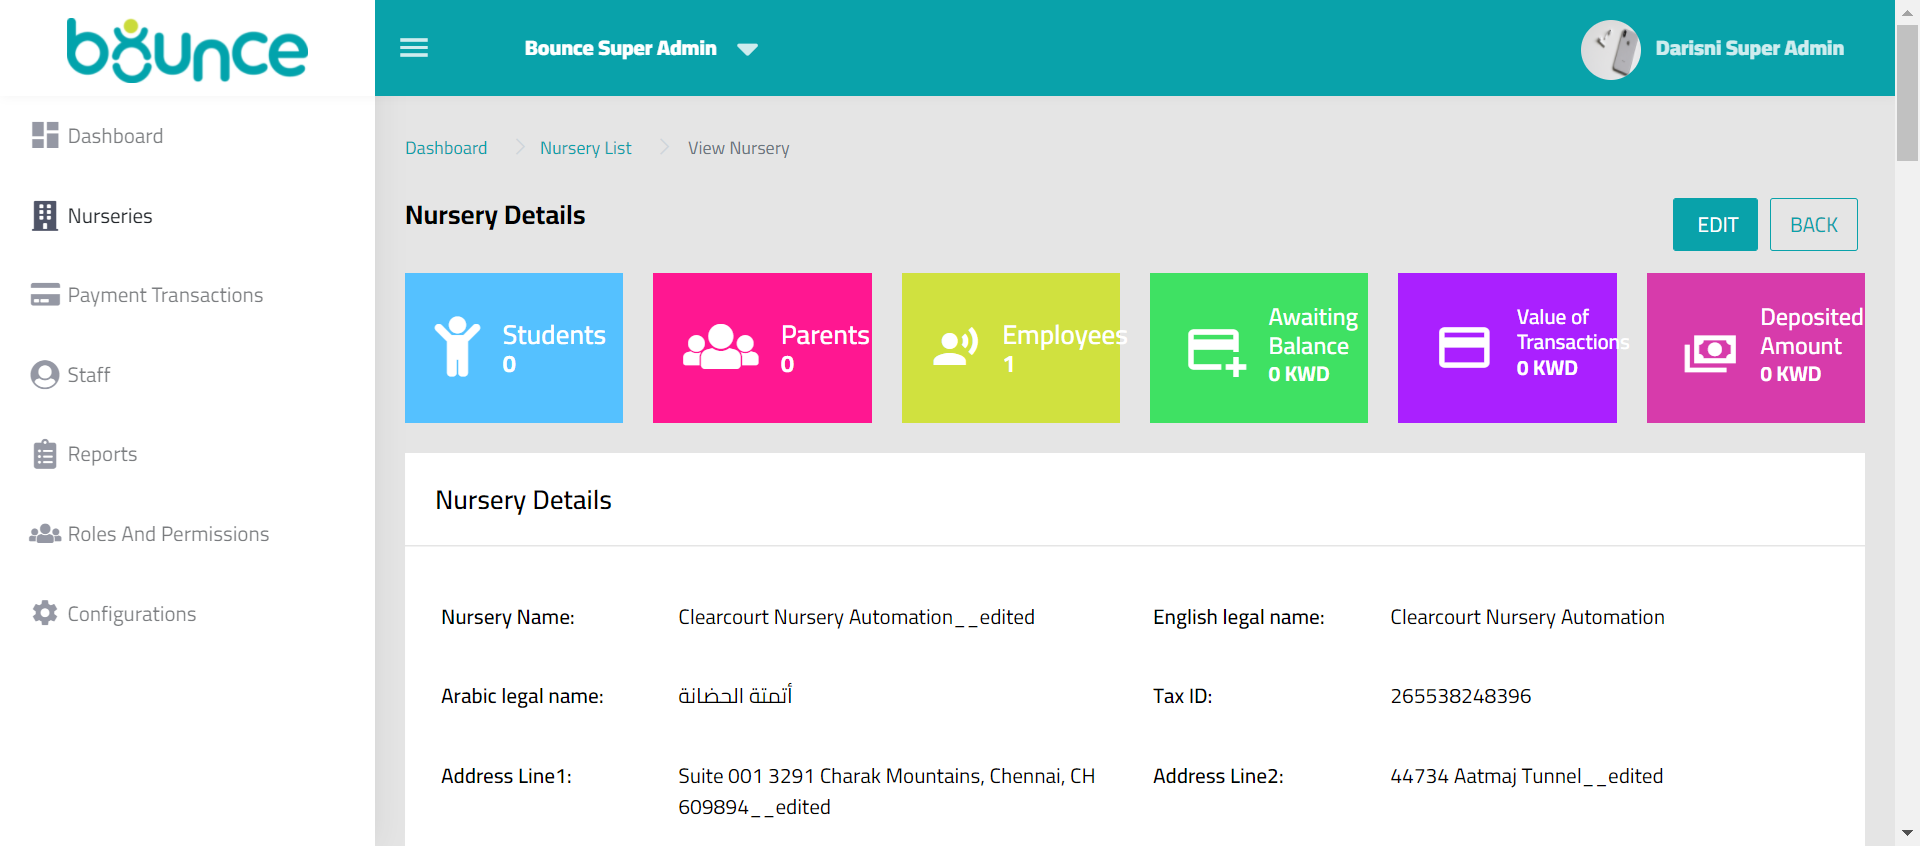 bounce
Bounce Super Admin
Darisni Super Admin
Dashboard
Nurseries
Payment Transactions
Staff
Reports
Roles And Permissions
Configurations
Dashboard
Nursery List
View Nursery
Nursery Details
EDIT
BACK
Students
0
Parents
0
Employees
1
Awaiting
Balance
0 KWD
Value of
Transactions
0 KWD
Deposited
Amount
0 KWD
Nursery Details
Nursery Name:
Clearcourt Nursery Automation__edited
English legal name:
Clearcourt Nursery Automation
Arabic legal name:
أتمتة الحضانة
Tax ID:
265538248396
Address Line1:
Suite 001 3291 Charak Mountains, Chennai, CH
609894__edited
Address Line2:
44734 Aatmaj Tunnel__edited